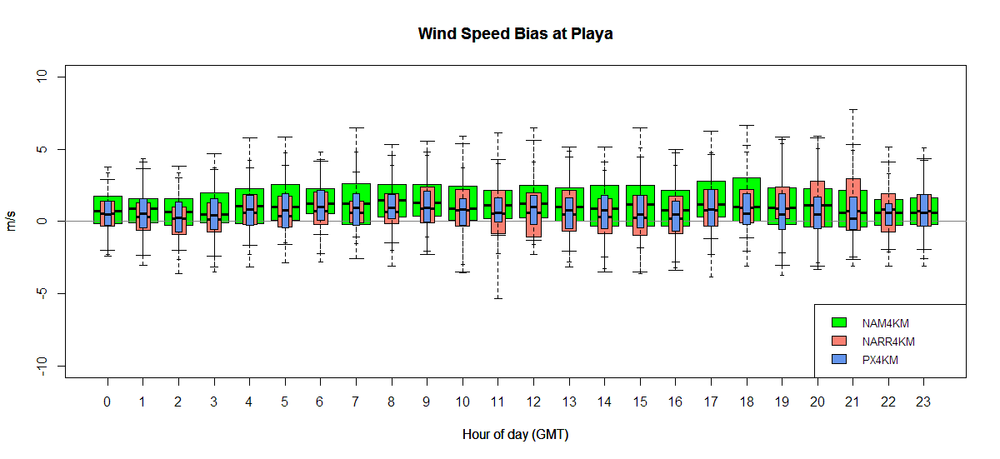 Wind Speed Bias at Playa
10
5
0
-5
-10
m/s
NAM4KM
NARR4KM
PX4KM
0 1 2 3 4 5 6 7 8 9 10 11 12 13 14 15 16 17 18 19 20 21 22 23
Hour of day (GMT)